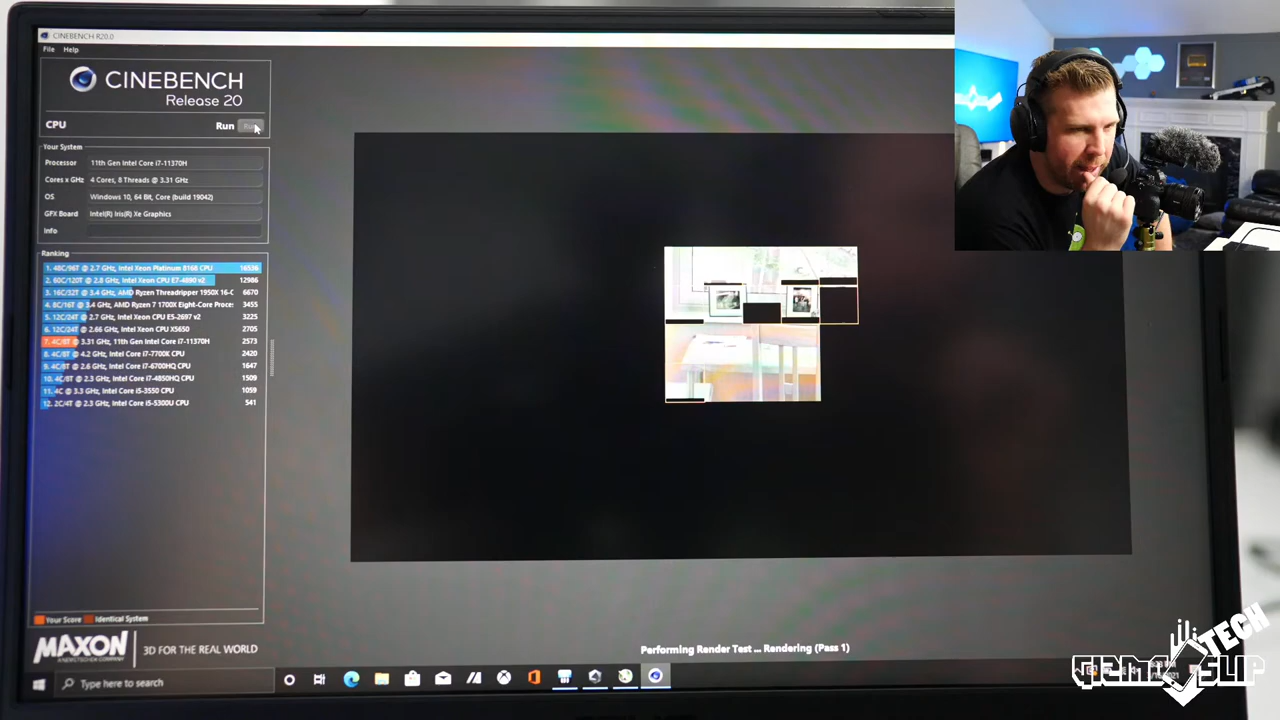 CINEBENCH R20.0
File Help
CINEBENCH
Release 20
CPU Run
Your System
Processor 11th Gen Intel Core i7-11370H
Cores x GHz 4 Cores, 8 Threads @ 3.31 GHz
OS Windows 10, 64 Bit, Core (build 19042)
GFX Board Intel(R) Iris(R) Xe Graphics
Info
Ranking
1. 48C/96T @ 2.7 GHz, Intel Xeon Platinum 8168 CPU 16536
2. 60C/120T @ 2.8 GHz, Intel Xeon CPU E7-4890 v2 12986
3. 16C/32T @ 3.4 GHz, AMD Ryzen Threadripper 1950X 16-C 6670
4. 8C/16T @ 3.4 GHz, AMD Ryzen 7 1700X Eight-Core Proce: 3455
5. 12C/24T @ 2.7 GHz, Intel Xeon CPU E5-2697 v2 3225
6. 12C/24T @ 2.66 GHz, Intel Xeon CPU X5650 2705
7. 4C/8T @ 3.31 GHz, 11th Gen Intel Core i7-11370H 2573
8. 4C/8T @ 4.2 GHz, Intel Core i7-7700K CPU 2420
9. 4C/8T @ 2.6 GHz, Intel Core i7-6700HQ CPU 1647
10. 4C/8T @ 2.3 GHz, Intel Core i7-4850HQ CPU 1509
11. 4C @ 3.3 GHz, Intel Core i5-3550 CPU 1059
12. 2C/4T @ 2.3 GHz, Intel Core i5-5300U CPU 541
Your Score Identical System
MAXON 3D FOR THE REAL WORLD
A NEMETSCHEK COMPANY
Performing Render Test ... Rendering (Pass 1)
Type here to search
TECH
GIZMO SLIP